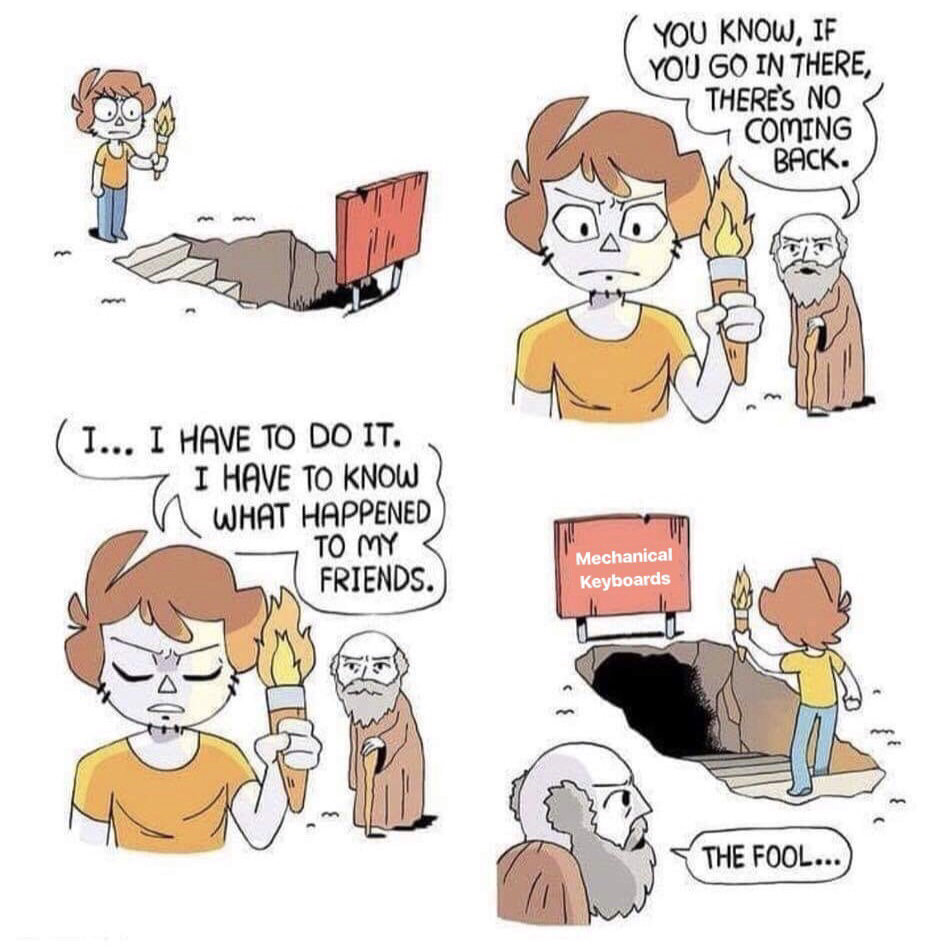 YOU KNOW, IF
YOU GO IN THERE,
THERE'S NO
COMING
BACK.
I... I HAVE TO DO IT.
I HAVE TO KNOW
WHAT HAPPENED
TO MY
FRIENDS.
Mechanical
Keyboards
THE FOOL...